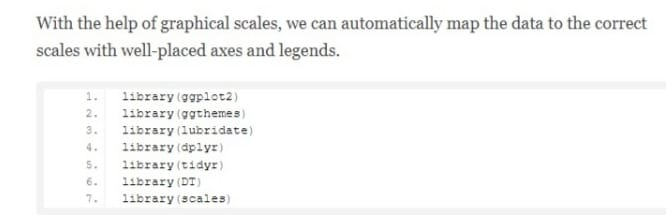 With the help of graphical scales, we can automatically map the data to the correct
scales with well-placed axes and legends.
1. library(ggplot2)
2. library(ggthemes)
3. library(lubridate)
4. library(dplyr)
5. library(tidyr)
6. library(DT)
7. library(scales)